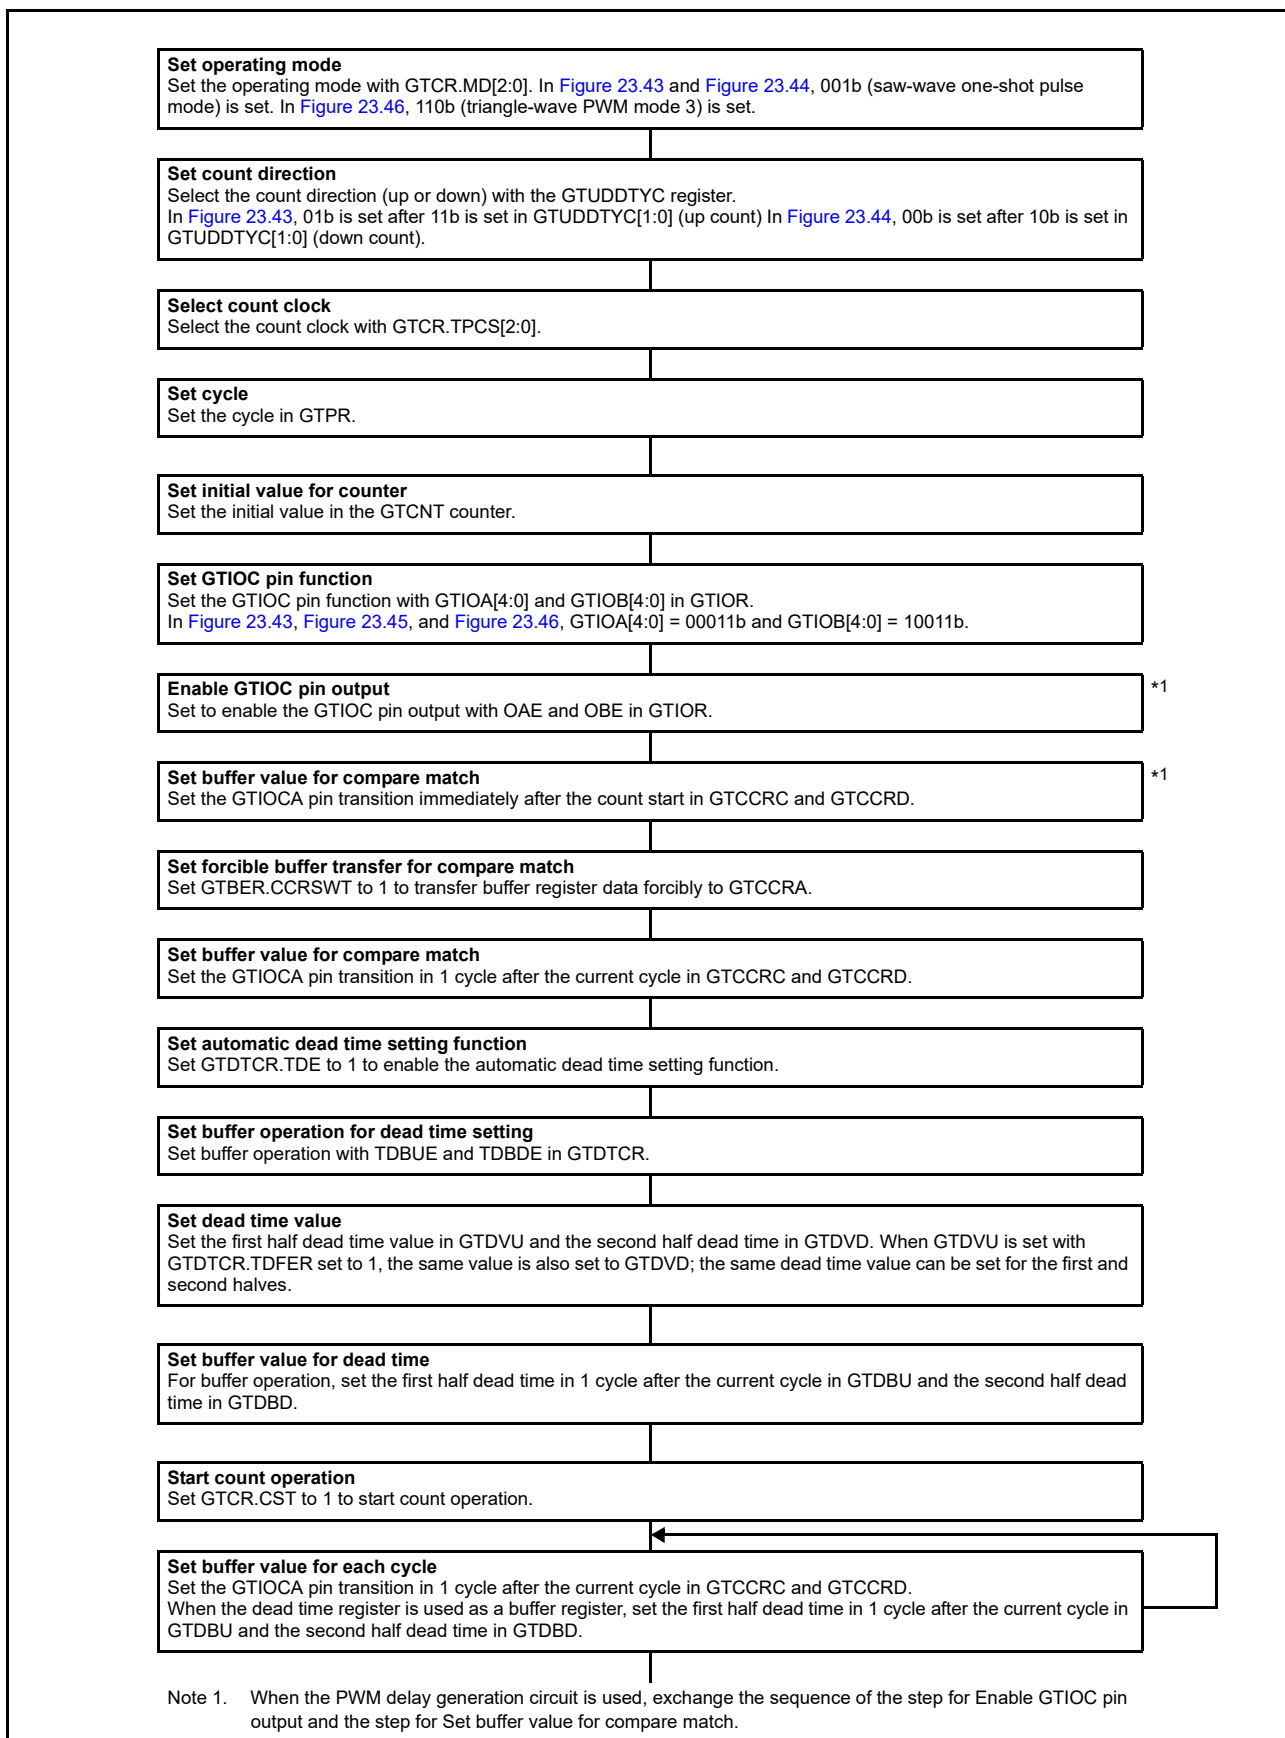 Set operating mode
Set the operating mode with GTCR.MD[2:0]. In Figure 23.43 and Figure 23.44, 001b (saw-wave one-shot pulse
mode) is set. In Figure 23.46, 110b (triangle-wave PWM mode 3) is set.
Set count direction
Select the count direction (up or down) with the GTUDDTYC register.
In Figure 23.43, 01b is set after 11b is set in GTUDDTYC[1:0] (up count) In Figure 23.44, 00b is set after 10b is set in
GTUDDTYC[1:0] (down count).
Select count clock
Select the count clock with GTCR.TPCS[2:0].
Set cycle
Set the cycle in GTPR.
Set initial value for counter
Set the initial value in the GTCNT counter.
Set GTIOC pin function
Set the GTIOC pin function with GTIOA[4:0] and GTIOB[4:0] in GTIOR.
In Figure 23.43, Figure 23.45, and Figure 23.46, GTIOA[4:0] = 00011b and GTIOB[4:0] = 10011b.
Enable GTIOC pin output
*1
Set to enable the GTIOC pin output with OAE and OBE in GTIOR.
Set buffer value for compare match
*1
Set the GTIOCA pin transition immediately after the count start in GTCCRC and GTCCRD.
Set forcible buffer transfer for compare match
Set GTBER.CCRSWT to 1 to transfer buffer register data forcibly to GTCCRA.
Set buffer value for compare match
Set the GTIOCA pin transition in 1 cycle after the current cycle in GTCCRC and GTCCRD.
Set automatic dead time setting function
Set GTDTCR.TDE to 1 to enable the automatic dead time setting function.
Set buffer operation for dead time setting
Set buffer operation with TDBUE and TDBDE in GTDTCR.
Set dead time value
Set the first half dead time value in GTDVU and the second half dead time in GTDVD. When GTDVU is set with
GTDTCR.TDFER set to 1, the same value is also set to GTDVD; the same dead time value can be set for the first and
second halves.
Set buffer value for dead time
For buffer operation, set the first half dead time in 1 cycle after the current cycle in GTDBU and the second half dead
time in GTDBD.
Start count operation
Set GTCR.CST to 1 to start count operation.
Set buffer value for each cycle
Set the GTIOCA pin transition in 1 cycle after the current cycle in GTCCRC and GTCCRD.
When the dead time register is used as a buffer register, set the first half dead time in 1 cycle after the current cycle in
GTDBU and the second half dead time in GTDBD.
Note 1. When the PWM delay generation circuit is used, exchange the sequence of the step for Enable GTIOC pin
output and the step for Set buffer value for compare match.